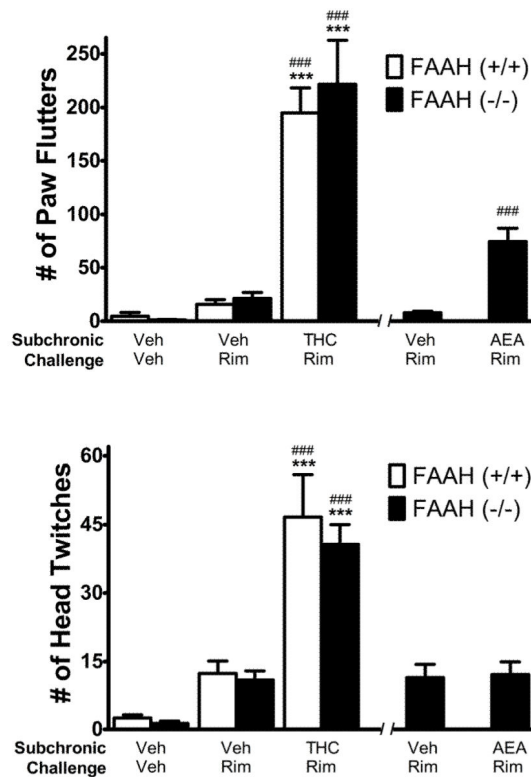 # of Paw Flutters
250
200
150
100
50
0
###
***
###
***
###
FAAH (+/+)
FAAH (-/-)
Subchronic Veh Veh THC Veh AEA
Challenge Veh Rim Rim Rim Rim
# of Head Twitches
60
45
30
15
0
###
***
###
***
FAAH (+/+)
FAAH (-/-)
Subchronic Veh Veh THC Veh AEA
Challenge Veh Rim Rim Rim Rim